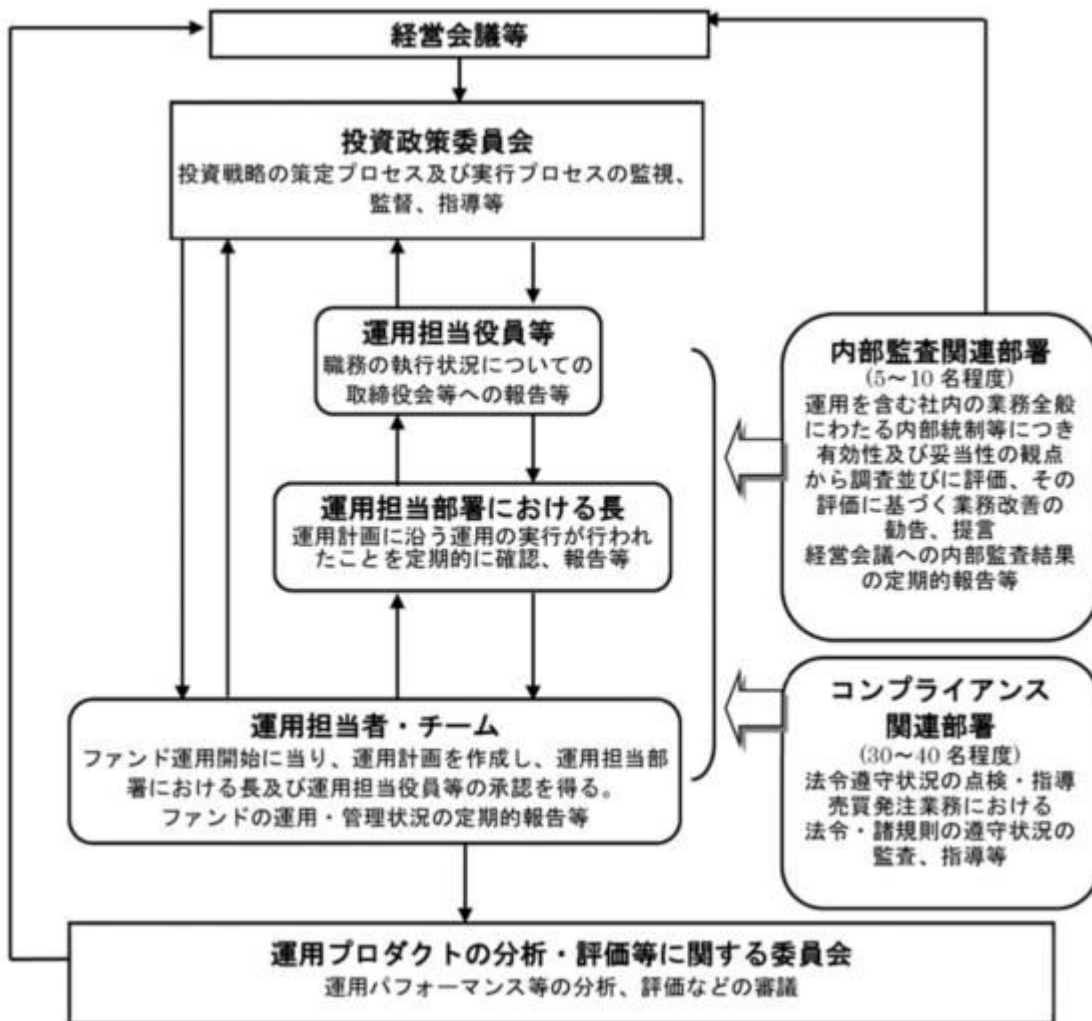 経営会議等
投資政策委員会
投資戦略の策定プロセス及び実行プロセスの監視、
監督、指導等
運用担当役員等
職務の執行状況についての
取締役会等への報告等
運用担当部署における長
運用計画に沿う運用の実行が行われ
たことを定期的に確認、報告等
運用担当者・チーム
ファンド運用開始に当り、運用計画を作成し、運用担当部
署における長及び運用担当役員等の承認を得る。
ファンドの運用・管理状況の定期的報告等
内部監査関連部署
(5～10 名程度)
運用を含む社内の業務全般
にわたる内部統制等につき
有効性及び妥当性の観点
から調査並びに評価、その
評価に基づく業務改善の
勧告、提言
経営会議への内部監査結果
の定期的報告等
コンプライアンス
関連部署
(30～40 名程度)
法令遵守状況の点検・指導
売買発注業務における
法令・諸規則の遵守状況の
監査、指導等
運用プロダクトの分析・評価等に関する委員会
運用パフォーマンス等の分析、評価などの審議